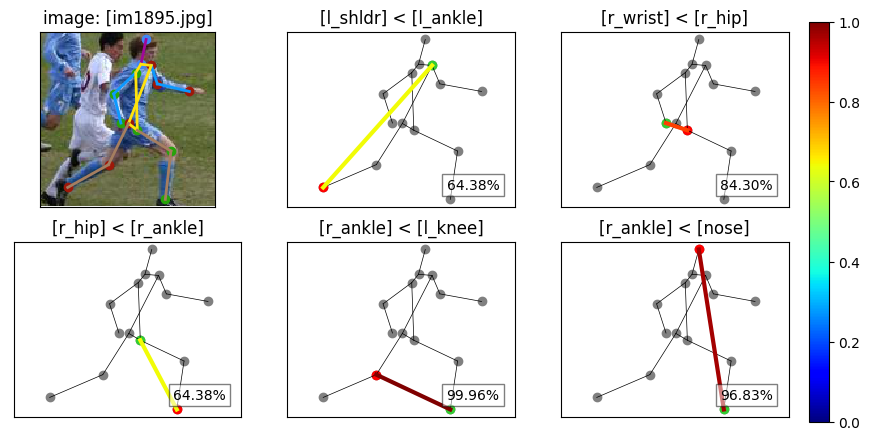 image: [im1895.jpg]
[l_shldr] < [l_ankle]
64.38%
[r_wrist] < [r_hip]
84.30%
[r_hip] < [r_ankle]
64.38%
[r_ankle] < [l_knee]
99.96%
[r_ankle] < [nose]
96.83%
1.0
0.8
0.6
0.4
0.2
0.0